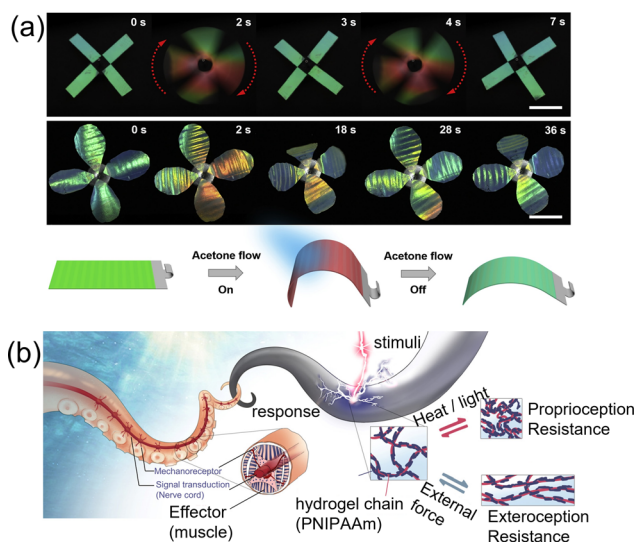 (a)
0 s
2 s
3 s
4 s
7 s
0 s
2 s
18 s
28 s
36 s
Acetone flow
On
Acetone flow
Off
(b)
stimuli
response
Heat / light
Proprioception
Resistance
Mechanoreceptor
Signal transduction
(Nerve cord)
Effector
(muscle)
hydrogel chain
(PNIPAAm)
External
force
Exteroception
Resistance